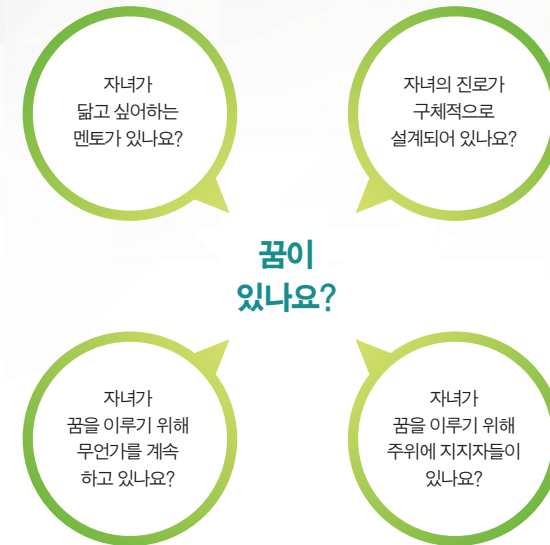 자녀가
닮고 싶어하는
멘토가 있나요?
자녀의 진로가
구체적으로
설계되어 있나요?
꿈이
있나요?
자녀가
꿈을 이루기 위해
무언가를 계속
하고 있나요?
자녀가
꿈을 이루기 위해
주위에 지지자들이
있나요?